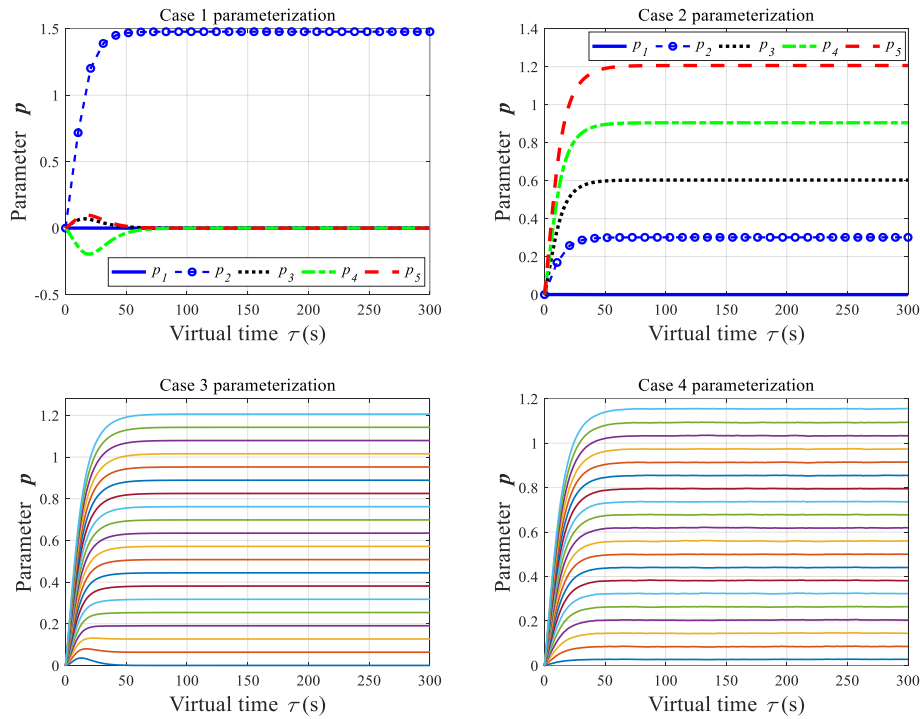 Case 1 parameterization
1.5
1
0.5
0
-0.5
Parameter p
p1 p2 p3 p4 p5
0 50 100 150 200 250 300
Virtual time τ(s)
Case 2 parameterization
1.4
1.2
1
0.8
0.6
0.4
0.2
0
Parameter p
p1 p2 p3 p4 p5
0 50 100 150 200 250 300
Virtual time τ(s)
Case 3 parameterization
1.2
1
0.8
0.6
0.4
0.2
0
Parameter p
0 50 100 150 200 250 300
Virtual time τ(s)
Case 4 parameterization
1.2
1
0.8
0.6
0.4
0.2
0
Parameter p
0 50 100 150 200 250 300
Virtual time τ(s)